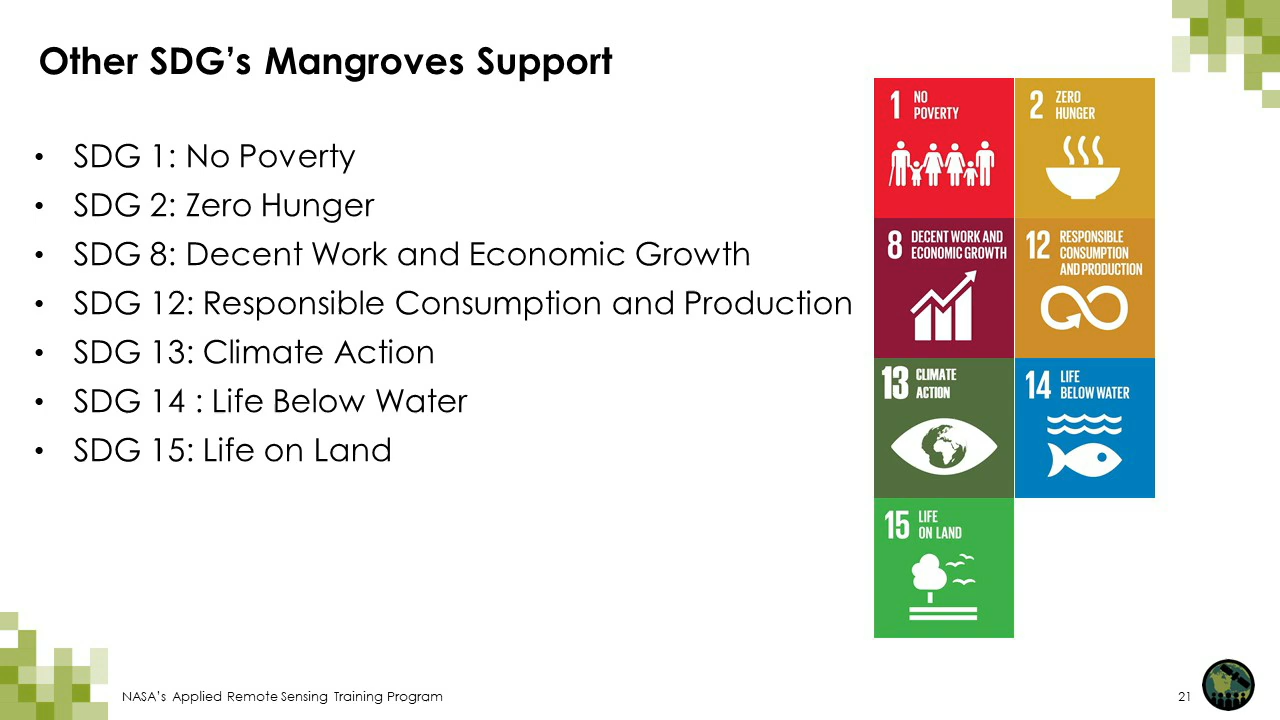 Other SDG’s Mangroves Support
• SDG 1: No Poverty
• SDG 2: Zero Hunger
• SDG 8: Decent Work and Economic Growth
• SDG 12: Responsible Consumption and Production
• SDG 13: Climate Action
• SDG 14 : Life Below Water
• SDG 15: Life on Land
1 NO
POVERTY
2 ZERO
HUNGER
8 DECENT WORK AND
ECONOMIC GROWTH
12 RESPONSIBLE
CONSUMPTION
AND PRODUCTION
13 CLIMATE
ACTION
14 LIFE
BELOW WATER
15 LIFE
ON LAND
NASA’s Applied Remote Sensing Training Program
21